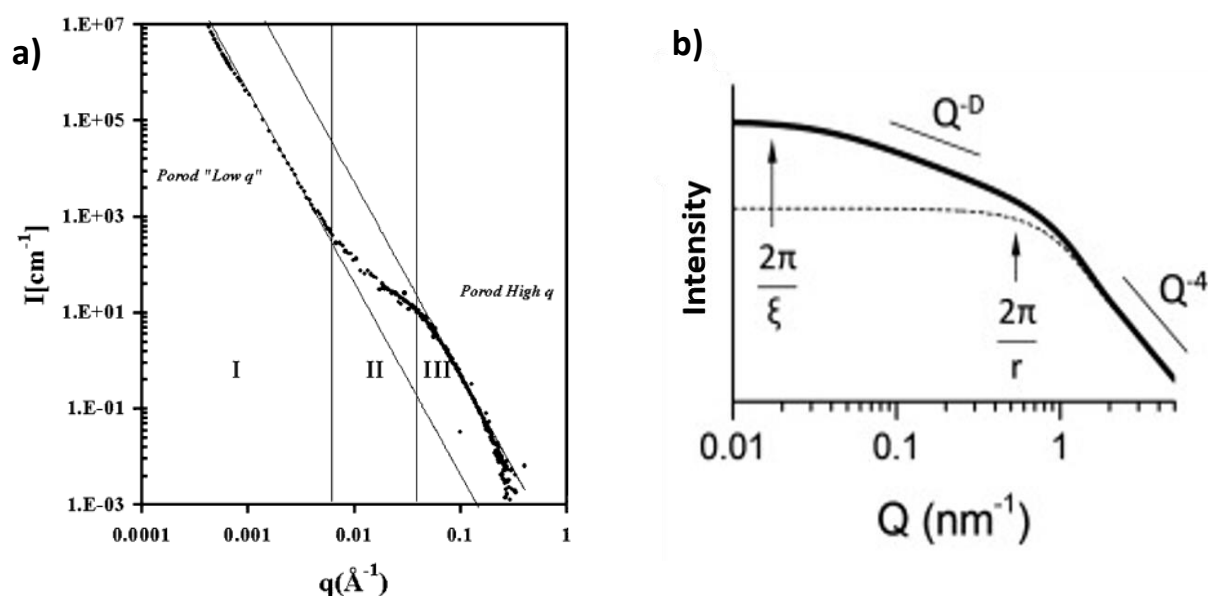 a)
I[cm⁻¹]
1.E+07
1.E+05
1.E+03
1.E+01
1.E-01
1.E-03
Porod "Low q"
Porod High q
I
II
III
0.0001
0.001
0.01
0.1
1
q(Å⁻¹)
b)
Intensity
Q⁻ᴰ
2π
ξ
2π
r
Q⁻⁴
0.01
0.1
1
Q (nm⁻¹)